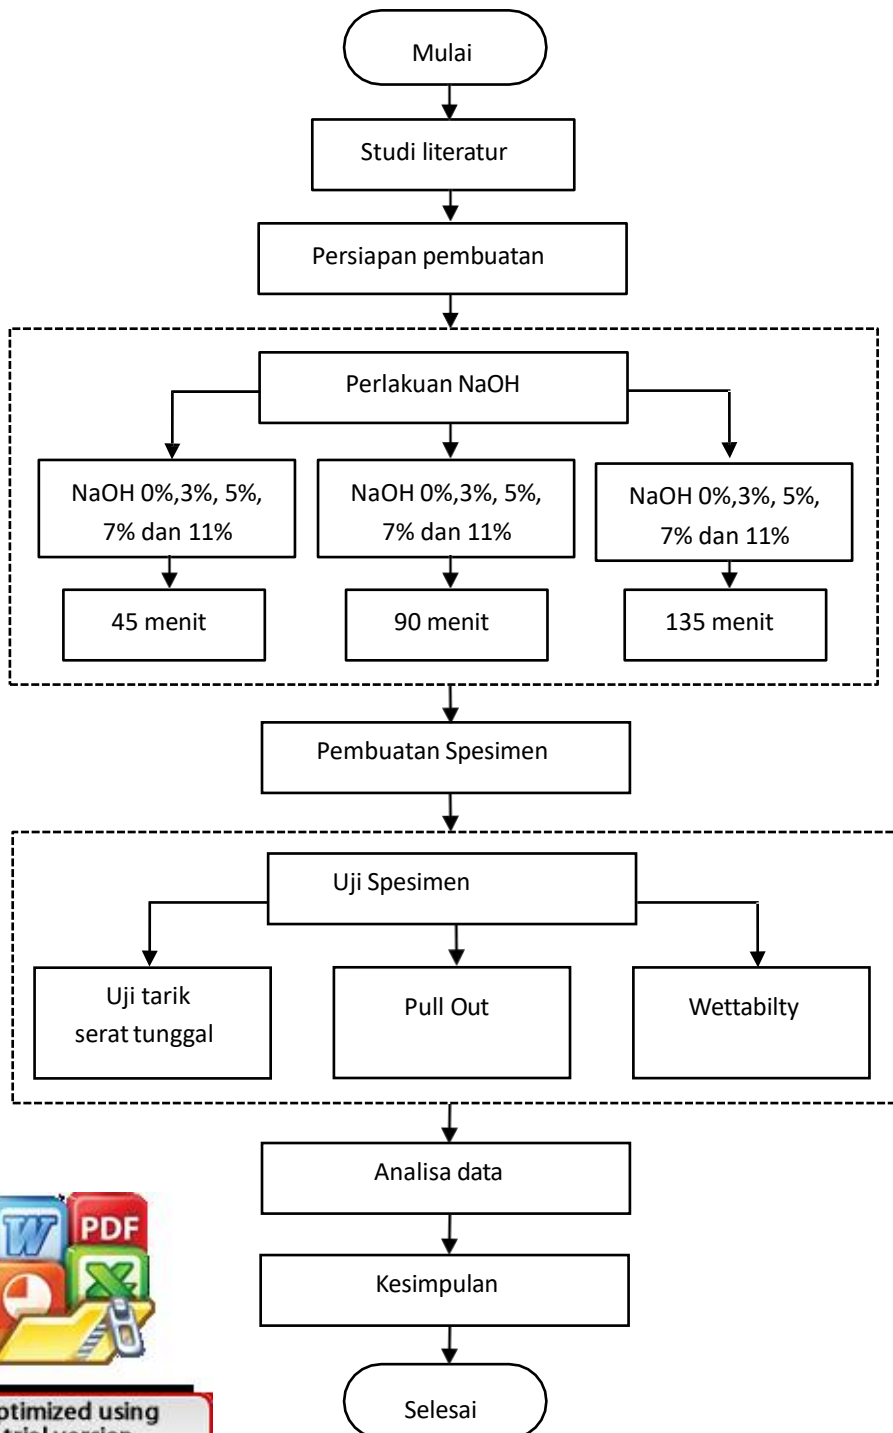 Mulai
Studi literatur
Persiapan pembuatan
Perlakuan NaOH
NaOH 0%,3%, 5%,
7% dan 11%
NaOH 0%,3%, 5%,
7% dan 11%
NaOH 0%,3%, 5%,
7% dan 11%
45 menit
90 menit
135 menit
Pembuatan Spesimen
Uji Spesimen
Uji tarik
serat tunggal
Pull Out
Wettabilty
Analisa data
W
PDF
X
Kesimpulan
Selesai
ptimized using
trial version